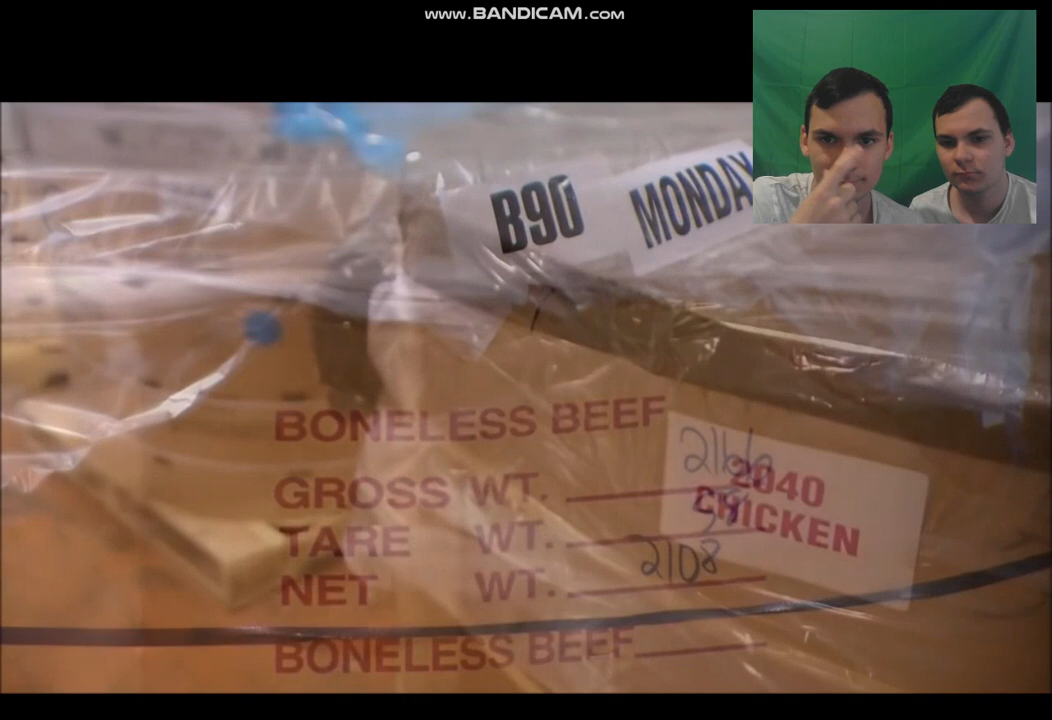 www.BANDICAM.com
B90
MONDAY
BONELESS BEEF
GROSS WT.
TARE WT.
NET WT. 2108
2040
CHICKEN
BONELESS BEEF